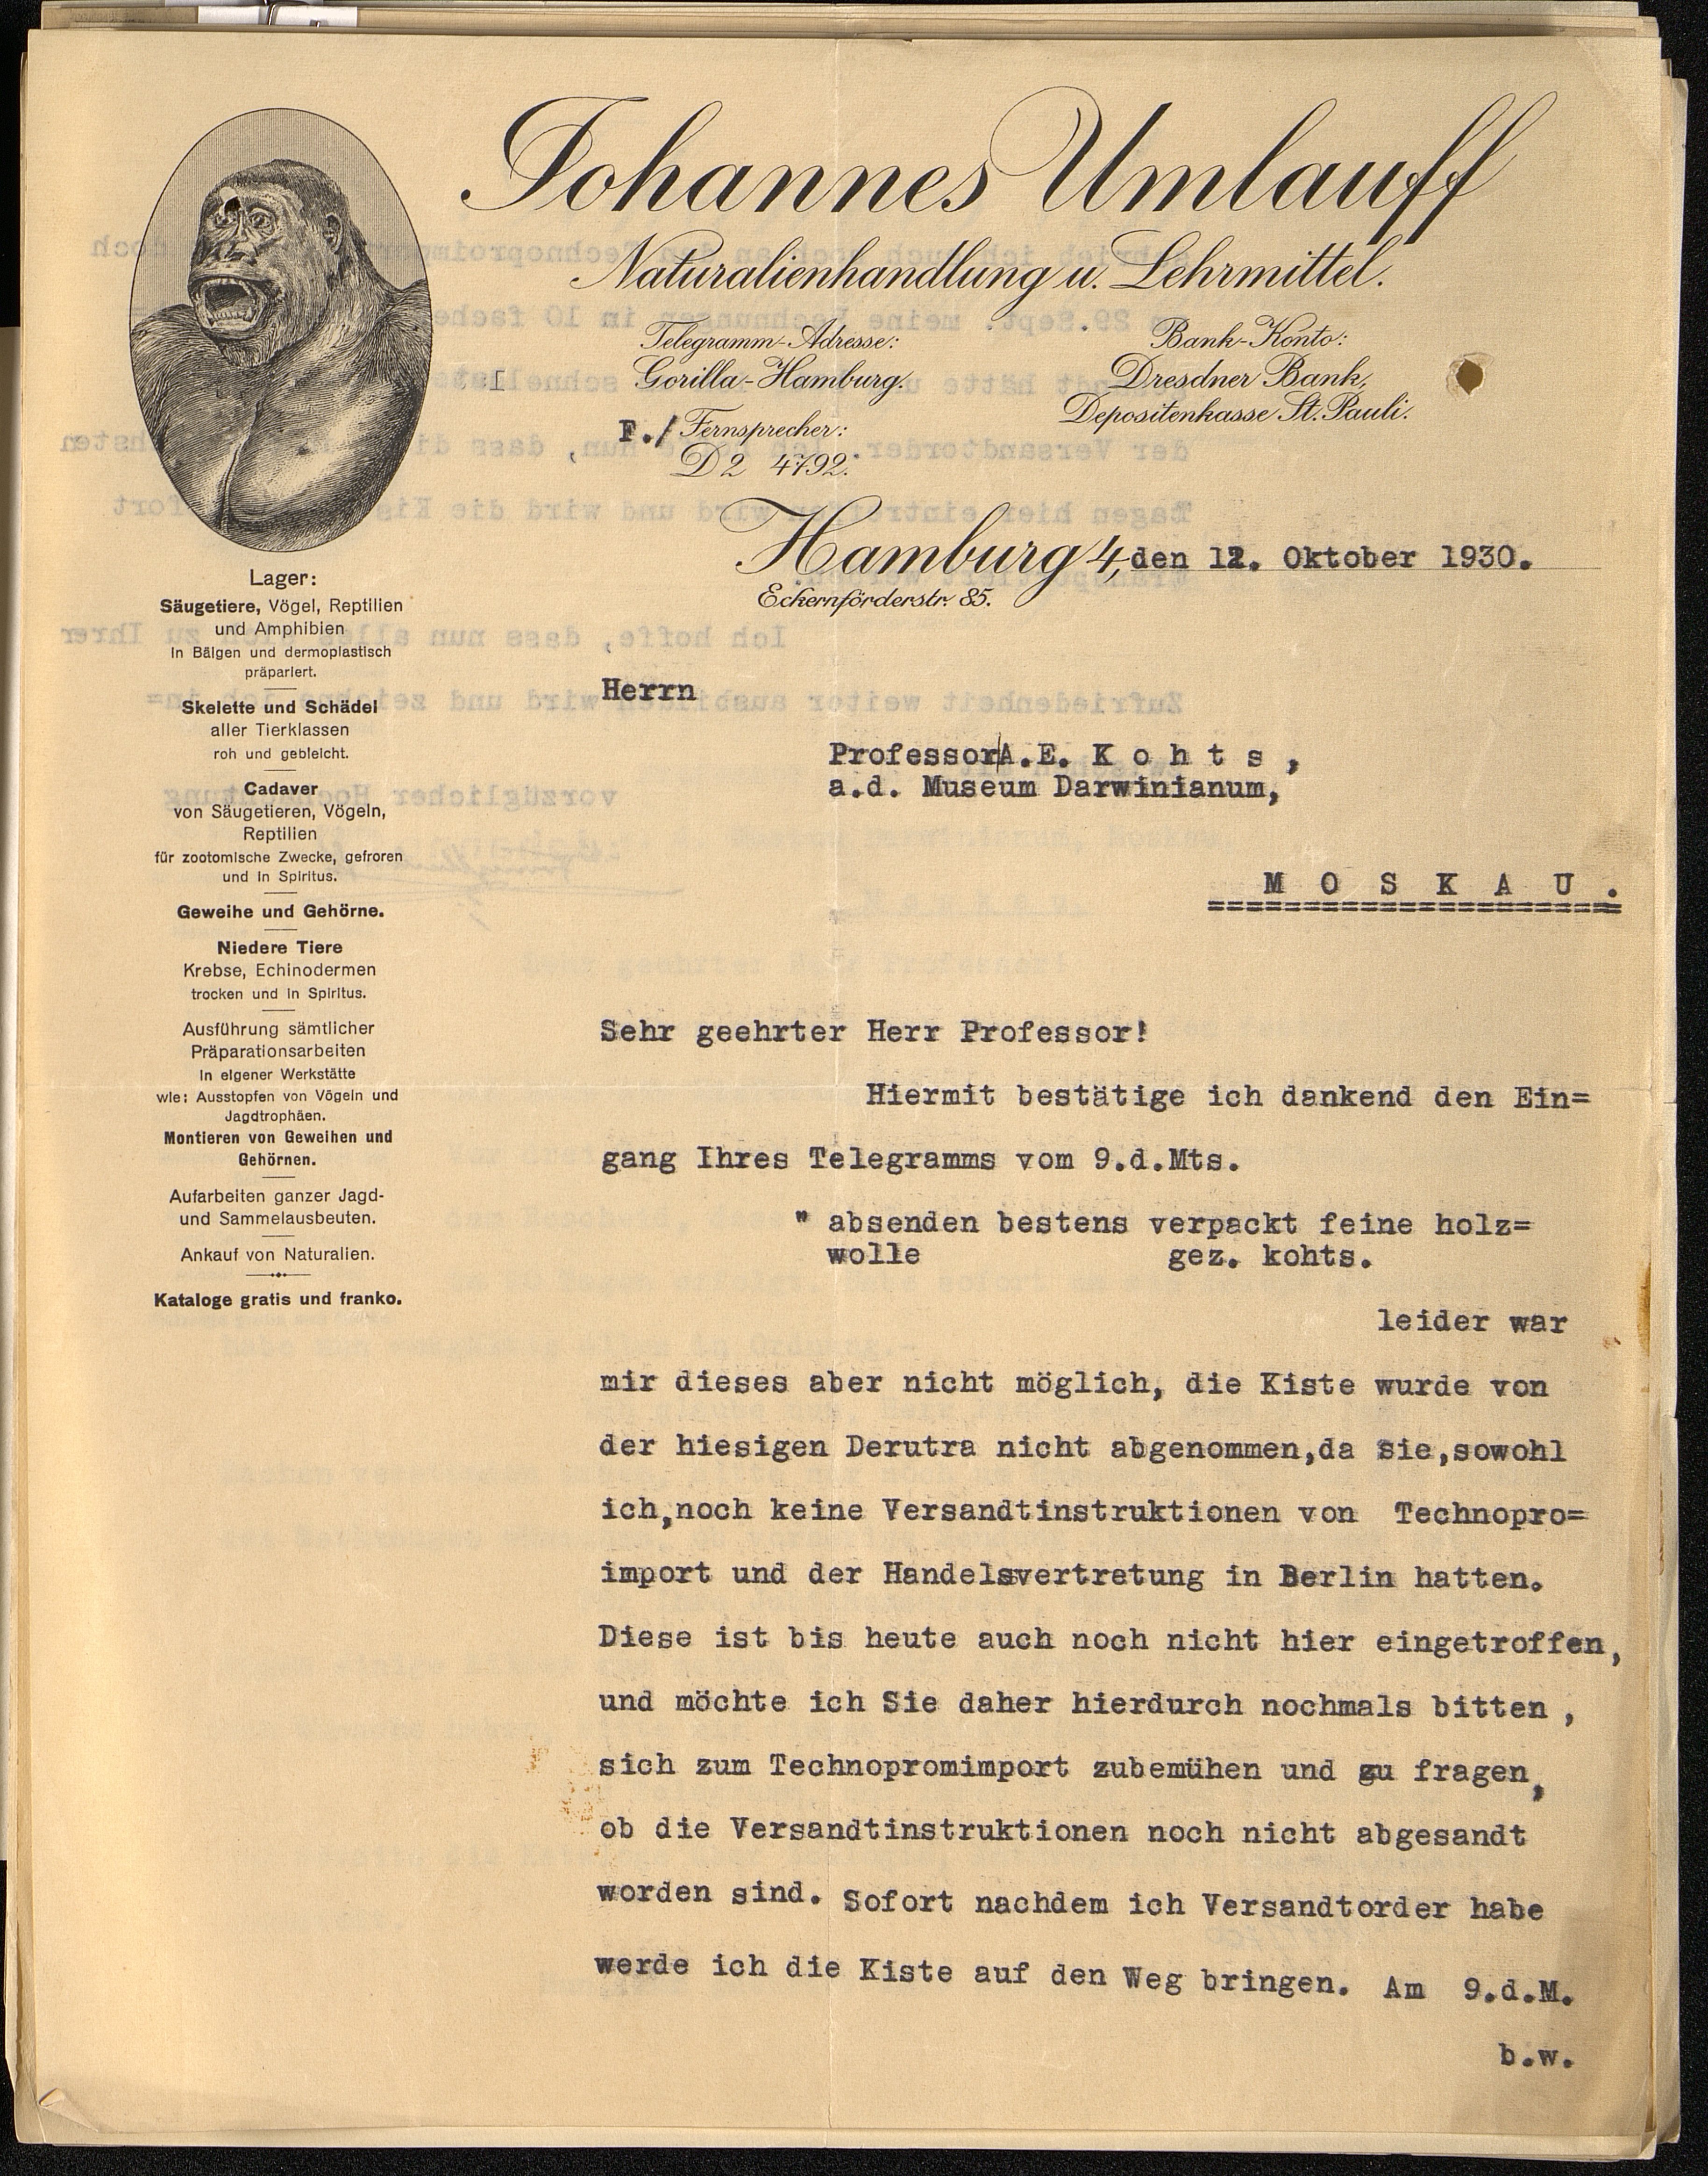 Johannes Umlauff
Naturalienhandlung u. Lehrmittel.
Telegramm-Adresse:
Gorilla-Hamburg.
F./ Fernsprecher:
D2 4792.
Bank-Konto:
Dresdner Bank,
Depositenkasse St. Pauli.
Hamburg 4, den 12. Oktober 1930.
Eckernförderstr. 85.
Lager:
Säugetiere, Vögel, Reptilien
und Amphibien
in Bälgen und dermoplastisch
präpariert.
Skelette und Schädel
aller Tierklassen
roh und gebleicht.
Cadaver
von Säugetieren, Vögeln,
Reptilien
für zootomische Zwecke, gefroren
und in Spiritus.
Geweihe und Gehörne.
Niedere Tiere
Krebse, Echinodermen
trocken und in Spiritus.
Ausführung sämtlicher
Präparationsarbeiten
in eigener Werkstätte
wie: Ausstopfen von Vögeln und
Jagdtrophäen.
Montieren von Geweihen und
Gehörnen.
Aufarbeiten ganzer Jagd-
und Sammelausbeuten.
Ankauf von Naturalien.
Kataloge gratis und franko.
Herrn
Professor A.E. K o h t s ,
a.d. Museum Darwinianum,
M O S K A U .
Sehr geehrter Herr Professor!
Hiermit bestätige ich dankend den Ein=
gang Ihres Telegramms vom 9.d.Mts.
" absenden bestens verpackt feine holz=
wolle gez. kohts.
leider war
mir dieses aber nicht möglich, die Kiste wurde von
der hiesigen Derutra nicht abgenommen,da sie,sowohl
ich,noch keine Versandtinstruktionen von Technopro=
import und der Handelsvertretung in Berlin hatten.
Diese ist bis heute auch noch nicht hier eingetroffen,
und möchte ich Sie daher hierdurch nochmals bitten ,
sich zum Technopromimport zubemühen und zu fragen,
ob die Versandtinstruktionen noch nicht abgesandt
worden sind. Sofort nachdem ich Versandtorder habe
werde ich die Kiste auf den Weg bringen. Am 9.d.M.
b.w.